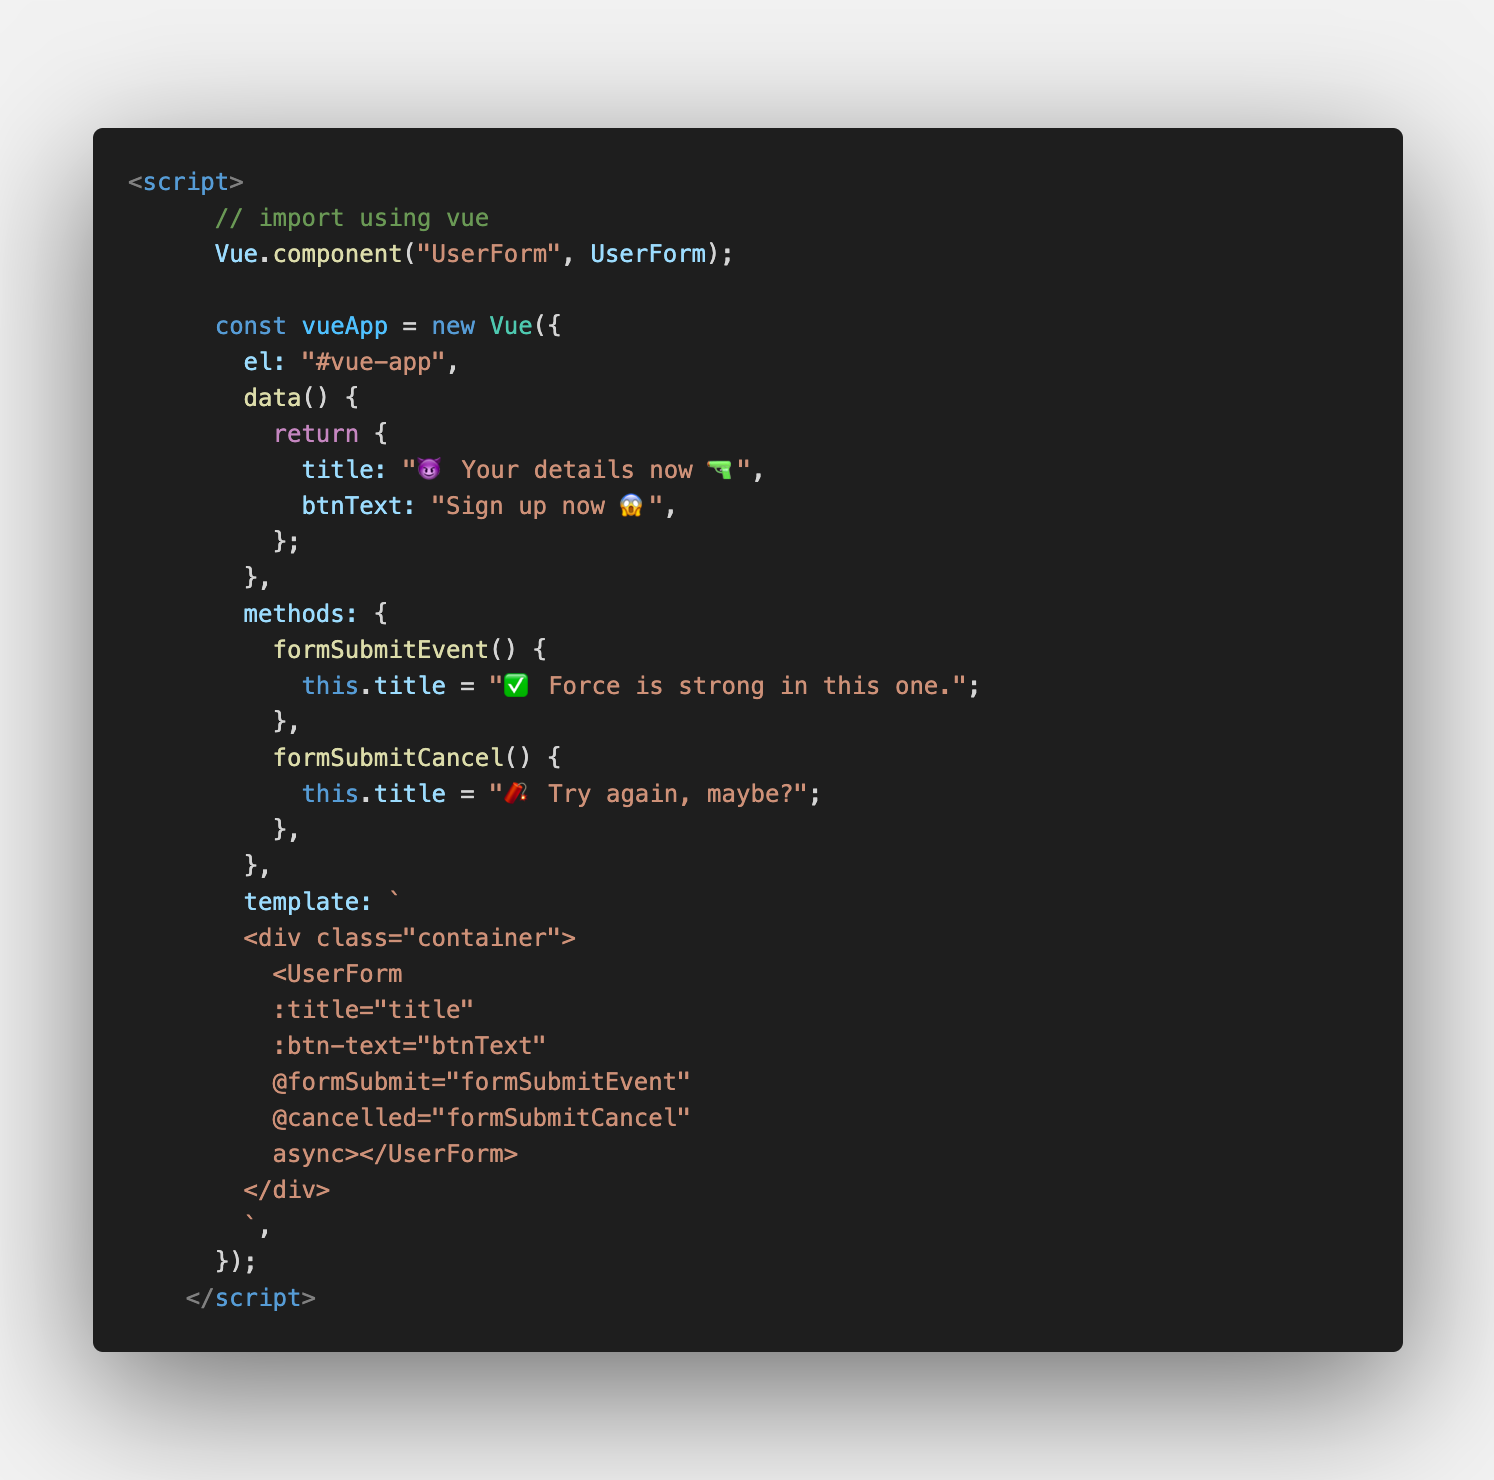 <script>
// import using vue
Vue.component("UserForm", UserForm);
const vueApp = new Vue({
el: "#vue-app",
data() {
return {
title: "😈 Your details now 🔫",
btnText: "Sign up now 😱",
};
},
methods: {
formSubmitEvent() {
this.title = "✅ Force is strong in this one.";
},
formSubmitCancel() {
this.title = "🧨 Try again, maybe?";
},
},
template: `
<div class="container">
<UserForm
:title="title"
:btn-text="btnText"
@formSubmit="formSubmitEvent"
@cancelled="formSubmitCancel"
async></UserForm>
</div>
`,
});
</script>